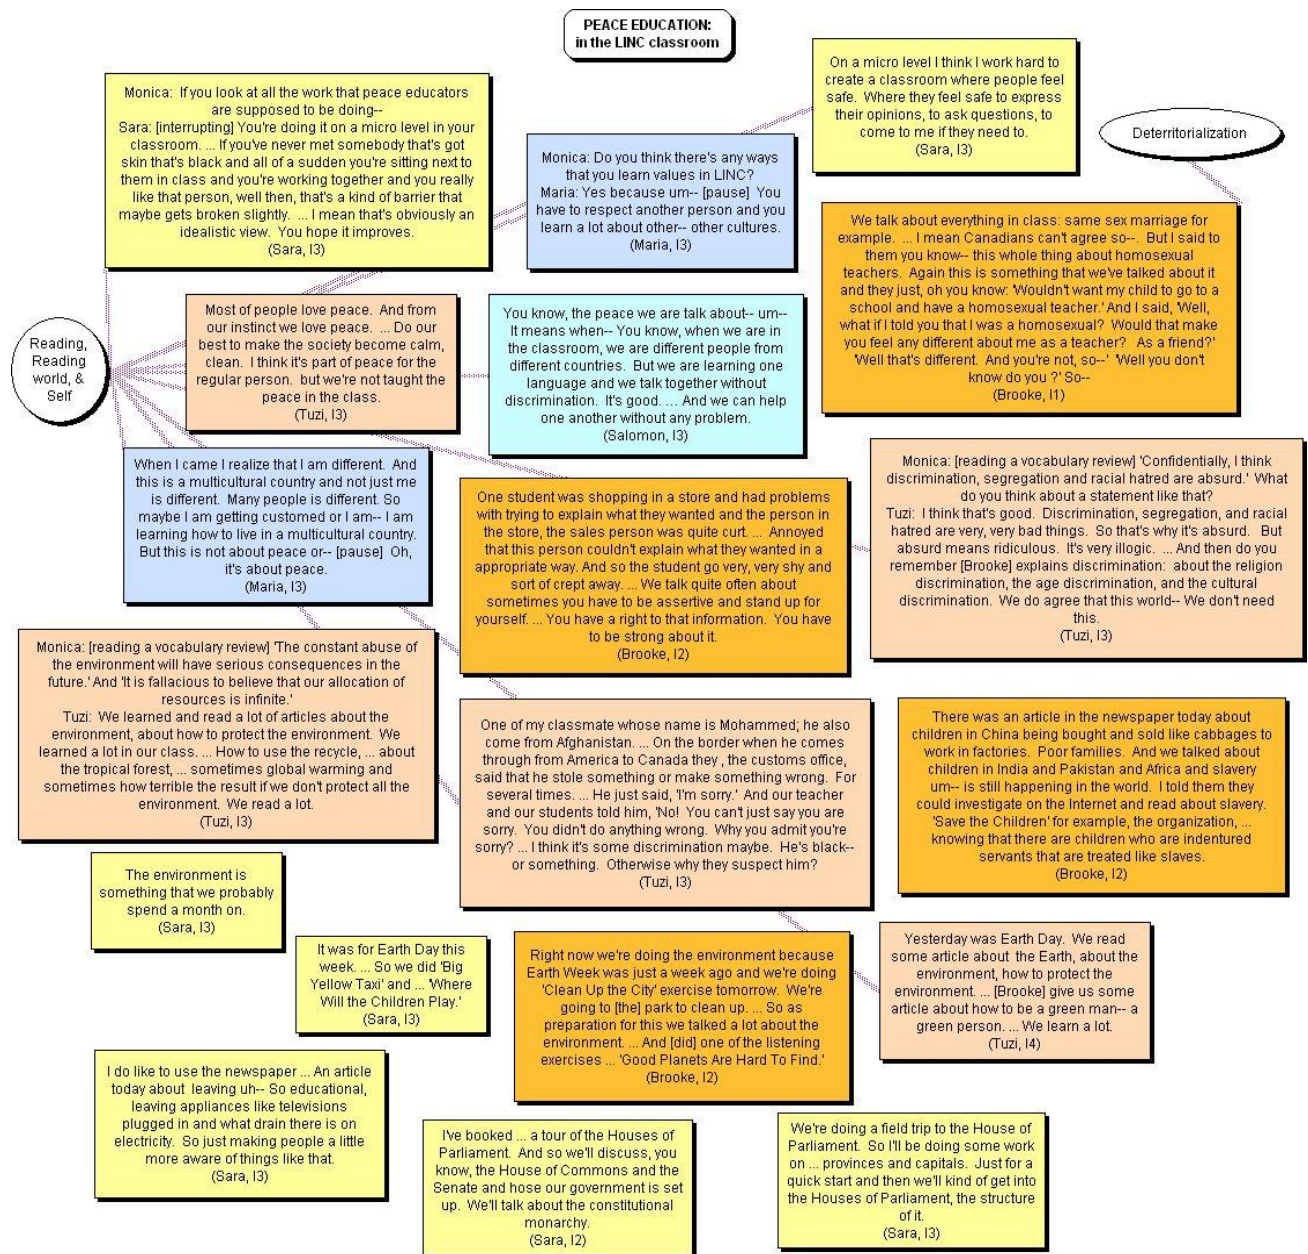 PEACE EDUCATION:
in the LINC classroom
Monica: If you look at all the work that peace educators
are supposed to be doing--
Sara: [interrupting] You're doing it on a micro level in your
classroom. ... If you've never met somebody that's got
skin that's black and all of a sudden you're sitting next to
them in class and you're working together and you really
like that person, well then, that's a kind of barrier that
maybe gets broken slightly. ... I mean that's obviously an
idealistic view. You hope it improves.
(Sara, I3)
Monica: Do you think there's any ways
that you learn values in LINC?
Maria: Yes because um-- [pause] You
have to respect another person and you
learn a lot about other-- other cultures.
(Maria, I3)
On a micro level I think I work hard to
create a classroom where people feel
safe. Where they feel safe to express
their opinions, to ask questions, to
come to me if they need to.
(Sara, I3)
Deterritorialization
We talk about everything in class: same sex marriage for
example. ... I mean Canadians can't agree so--. But I said to
them you know-- this whole thing about homosexual
teachers. Again this is something that we've talked about it
and they just, oh you know: 'Wouldn't want my child to go to a
school and have a homosexual teacher.' And I said, 'Well,
what if I told you that I was a homosexual? Would that make
you feel any different about me as a teacher? As a friend?'
'Well that's different. And you're not, so--' 'Well you don't
know do you ?' So--
(Brooke, I1)
Reading,
Reading
world, &
Self
Most of people love peace. And from
our instinct we love peace. ... Do our
best to make the society become calm,
clean. I think it's part of peace for the
regular person. but we're not taught the
peace in the class.
(Tuzi, I3)
You know, the peace we are talk about-- um--
It means when-- You know, when we are in
the classroom, we are different people from
different countries. But we are learning one
language and we talk together without
discrimination. It's good. ... And we can help
one another without any problem.
(Salomon, I3)
When I came I realize that I am different. And
this is a multicultural country and not just me
is different. Many people is different. So
maybe I am getting customed or I am-- I am
learning how to live in a multicultural country.
But this is not about peace or-- [pause] Oh,
it's about peace.
(Maria, I3)
One student was shopping in a store and had problems
with trying to explain what they wanted and the person in
the store, the sales person was quite curt. ... Annoyed
that this person couldn't explain what they wanted in a
appropriate way. And so the student go very, very shy and
sort of crept away. ... We talk quite often about
sometimes you have to be assertive and stand up for
yourself. ... You have a right to that information. You have
to be strong about it.
(Brooke, I2)
Monica: [reading a vocabulary review] 'Confidentially, I think
discrimination, segregation and racial hatred are absurd.' What
do you think about a statement like that?
Tuzi: I think that's good. Discrimination, segregation, and racial
hatred are very, very bad things. So that's why it's absurd. But
absurd means ridiculous. It's very illogic. ... And then do you
remember [Brooke] explains discrimination: about the religion
discrimination, the age discrimination, and the cultural
discrimination. We do agree that this world-- We don't need
this.
(Tuzi, I3)
Monica: [reading a vocabulary review] 'The constant abuse of
the environment will have serious consequences in the
future.' And 'It is fallacious to believe that our allocation of
resources is infinite.'
Tuzi: We learned and read a lot of articles about the
environment, about how to protect the environment. We
learned a lot in our class. ... How to use the recycle, ... about
the tropical forest, ... sometimes global warming and
sometimes how terrible the result if we don't protect all the
environment. We read a lot.
(Tuzi, I3)
One of my classmate whose name is Mohammed; he also
come from Afghanistan. ... On the border when he comes
through from America to Canada they , the customs office,
said that he stole something or make something wrong. For
several times. ... He just said, 'I'm sorry.' And our teacher
and our students told him, 'No! You can't just say you are
sorry. You didn't do anything wrong. Why you admit you're
sorry? ... I think it's some discrimination maybe. He's black--
or something. Otherwise why they suspect him?
(Tuzi, I3)
There was an article in the newspaper today about
children in China being bought and sold like cabbages to
work in factories. Poor families. And we talked about
children in India and Pakistan and Africa and slavery
um-- is still happening in the world. I told them they
could investigate on the Internet and read about slavery.
'Save the Children' for example, the organization, ...
knowing that there are children who are indentured
servants that are treated like slaves.
(Brooke, I2)
The environment is
something that we probably
spend a month on.
(Sara, I3)
It was for Earth Day this
week. ... So we did 'Big
Yellow Taxi' and ... 'Where
Will the Children Play.'
(Sara, I3)
Right now we're doing the environment because
Earth Week was just a week ago and we're doing
'Clean Up the City' exercise tomorrow. We're
going to [the] park to clean up. ... So as
preparation for this we talked a lot about the
environment. ... And [did] one of the listening
exercises ... 'Good Planets Are Hard To Find.'
(Brooke, I2)
Yesterday was Earth Day. We read
some article about the Earth, about the
environment, how to protect the
environment. ... [Brooke] give us some
article about how to be a green man-- a
green person. ... We learn a lot.
(Tuzi, I4)
I do like to use the newspaper ... An article
today about leaving uh-- So educational,
leaving appliances like televisions
plugged in and what drain there is on
electricity. So just making people a little
more aware of things like that.
(Sara, I3)
I've booked ... a tour of the Houses of
Parliament. And so we'll discuss, you
know, the House of Commons and the
Senate and hose our government is set
up. We'll talk about the constitutional
monarchy.
(Sara, I2)
We're doing a field trip to the House of
Parliament. So I'll be doing some work
on ... provinces and capitals. Just for a
quick start and then we'll kind of get into
the Houses of Parliament, the structure
of it.
(Sara, I3)